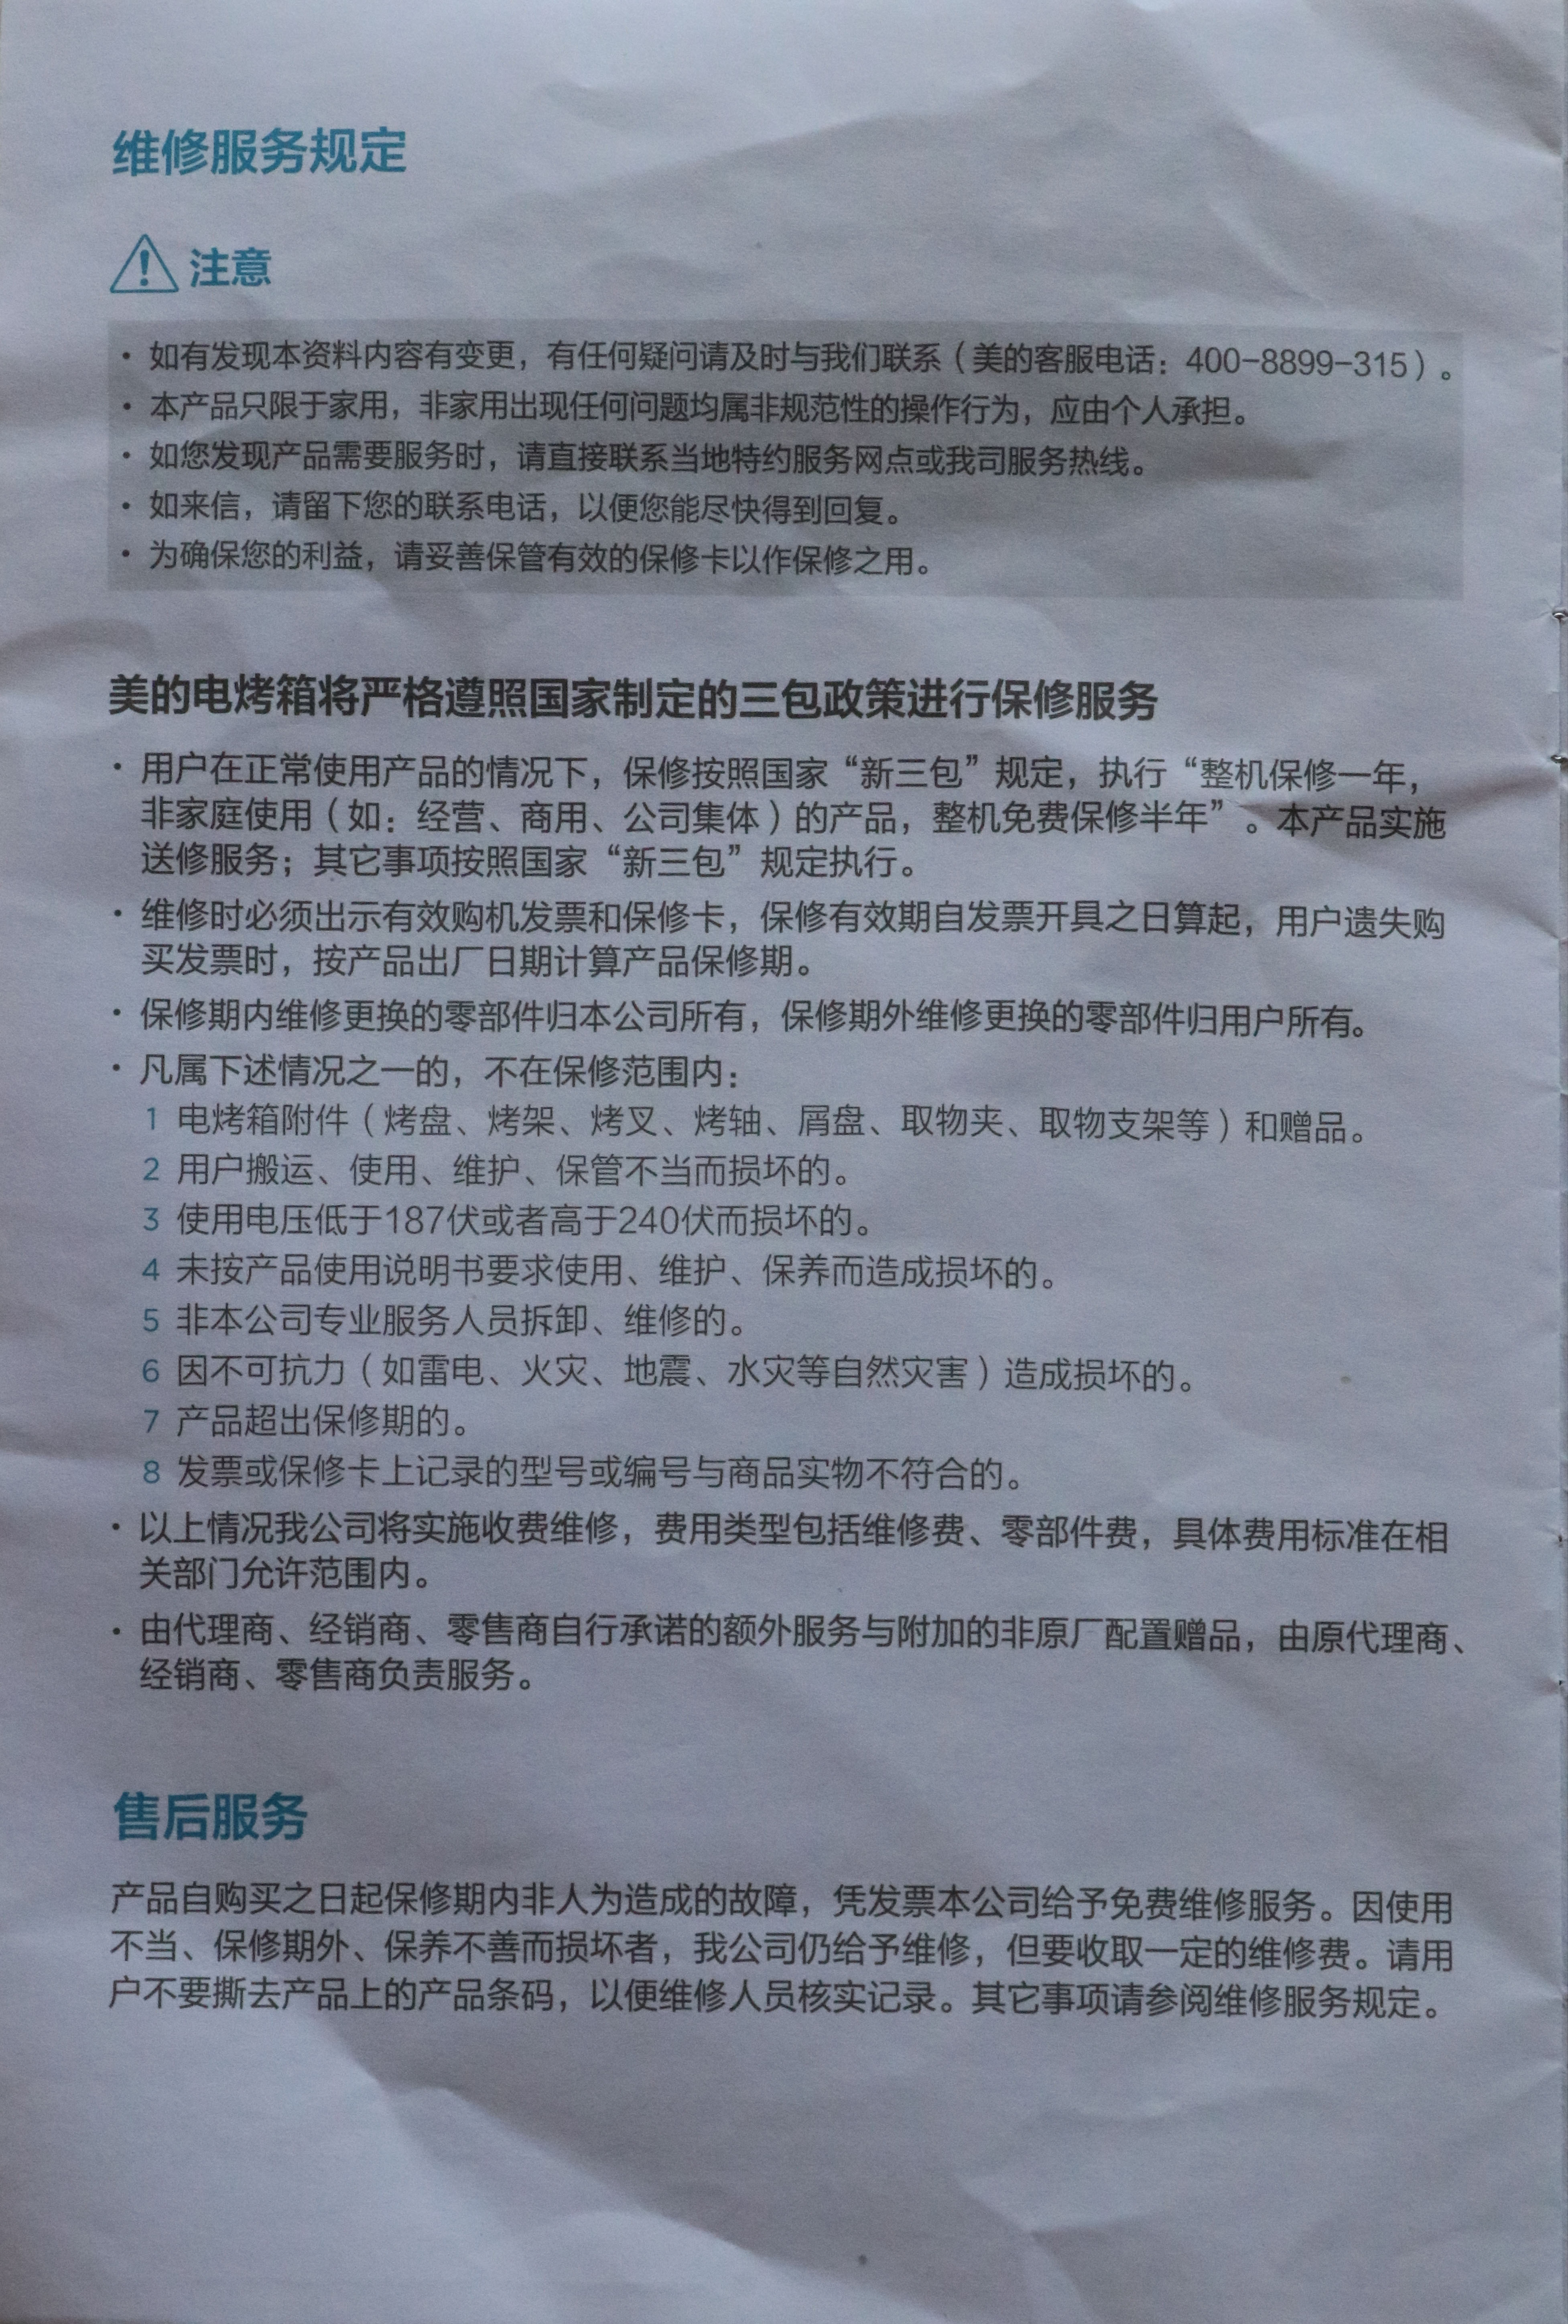 维修服务规定
注意
• 如有发现本资料内容有变更，有任何疑问请及时与我们联系（美的客服电话：400-8899-315）。
• 本产品只限于家用，非家用出现任何问题均属非规范性的操作行为，应由个人承担。
• 如您发现产品需要服务时，请直接联系当地特约服务网点或我司服务热线。
• 如来信，请留下您的联系电话，以便您能尽快得到回复。
• 为确保您的利益，请妥善保管有效的保修卡以作保修之用。
美的电烤箱将严格遵照国家制定的三包政策进行保修服务
• 用户在正常使用产品的情况下，保修按照国家“新三包”规定，执行“整机保修一年，
非家庭使用（如：经营、商用、公司集体）的产品，整机免费保修半年”。本产品实施
送修服务；其它事项按照国家“新三包”规定执行。
• 维修时必须出示有效购机发票和保修卡，保修有效期自发票开具之日算起，用户遗失购
买发票时，按产品出厂日期计算产品保修期。
• 保修期内维修更换的零部件归本公司所有，保修期外维修更换的零部件归用户所有。
• 凡属下述情况之一的，不在保修范围内：
1 电烤箱附件（烤盘、烤架、烤叉、烤轴、屑盘、取物夹、取物支架等）和赠品。
2 用户搬运、使用、维护、保管不当而损坏的。
3 使用电压低于187伏或者高于240伏而损坏的。
4 未按产品使用说明书要求使用、维护、保养而造成损坏的。
5 非本公司专业服务人员拆卸、维修的。
6 因不可抗力（如雷电、火灾、地震、水灾等自然灾害）造成损坏的。
7 产品超出保修期的。
8 发票或保修卡上记录的型号或编号与商品实物不符合的。
• 以上情况我公司将实施收费维修，费用类型包括维修费、零部件费，具体费用标准在相
关部门允许范围内。
• 由代理商、经销商、零售商自行承诺的额外服务与附加的非原厂配置赠品，由原代理商、
经销商、零售商负责服务。
售后服务
产品自购买之日起保修期内非人为造成的故障，凭发票本公司给予免费维修服务。因使用
不当、保修期外、保养不善而损坏者，我公司仍给予维修，但要收取一定的维修费。请用
户不要撕去产品上的产品条码，以便维修人员核实记录。其它事项请参阅维修服务规定。